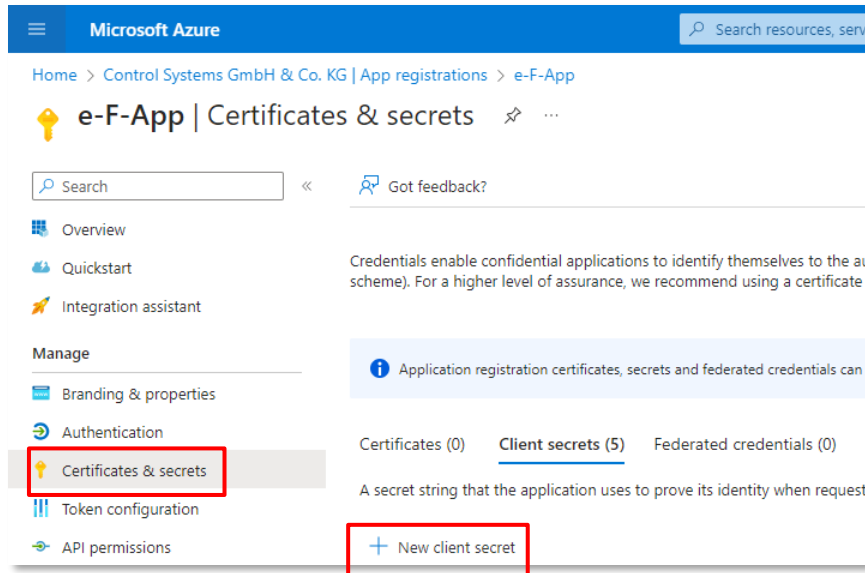 Microsoft Azure
Search resources, serv
Home > Control Systems GmbH & Co. KG | App registrations > e-F-App
e-F-App | Certificates & secrets
Search
Got feedback?
Overview
Quickstart
Integration assistant
Credentials enable confidential applications to identify themselves to the au
scheme). For a higher level of assurance, we recommend using a certificate
Manage
Application registration certificates, secrets and federated credentials can
Branding & properties
Authentication
Certificates & secrets
Token configuration
API permissions
Certificates (0) Client secrets (5) Federated credentials (0)
A secret string that the application uses to prove its identity when request
+ New client secret